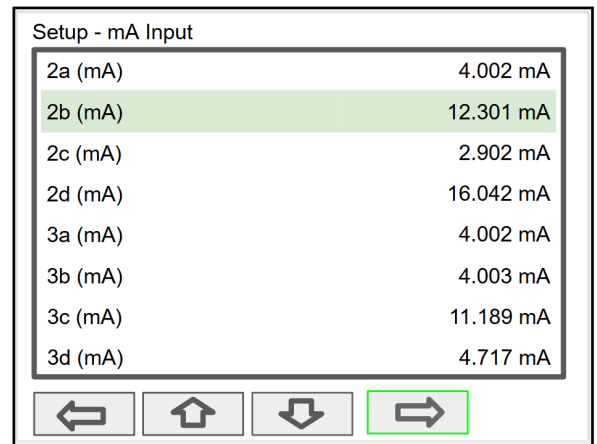 Setup - mA Input
2a (mA) 4.002 mA
2b (mA) 12.301 mA
2c (mA) 2.902 mA
2d (mA) 16.042 mA
3a (mA) 4.002 mA
3b (mA) 4.003 mA
3c (mA) 11.189 mA
3d (mA) 4.717 mA